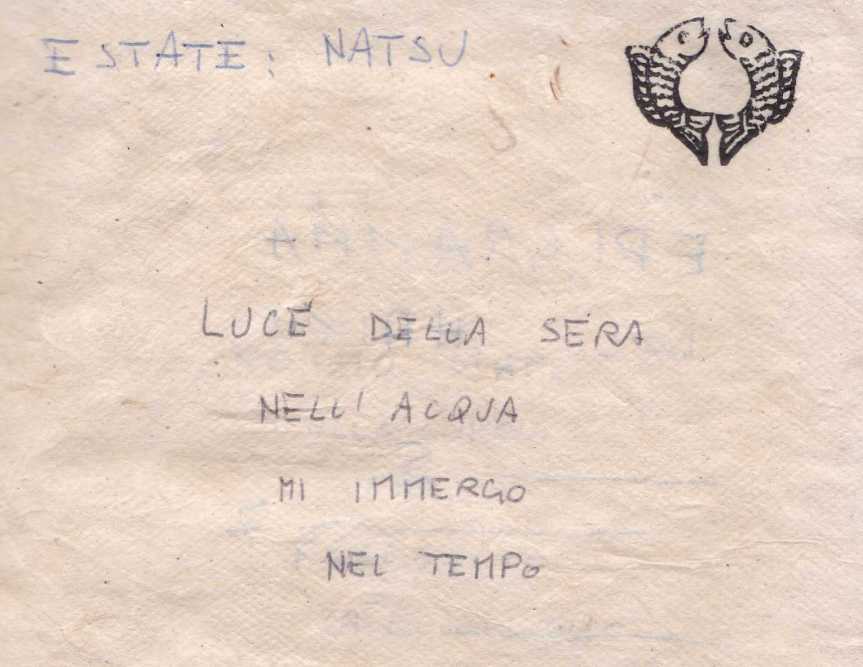 ESTATE: NATSU
LUCE DELLA SERA
NELL' ACQUA
MI IMMERGO
NEL TEMPO